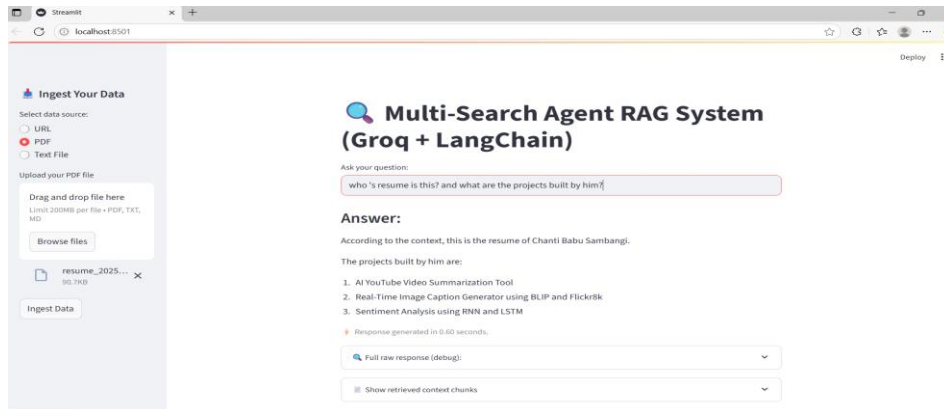 Streamlit
localhost:8501
Deploy
Ingest Your Data
Select data source:
URL
PDF
Text File
Upload your PDF file
Drag and drop file here
Limit 200MB per file • PDF, TXT,
MD
Browse files
resume_2025...
90.7KB
Ingest Data
Multi-Search Agent RAG System
(Groq + LangChain)
Ask your question:
who 's resume is this? and what are the projects built by him?
Answer:
According to the context, this is the resume of Chanti Babu Sambangi.
The projects built by him are:
1. AI YouTube Video Summarization Tool
2. Real-Time Image Caption Generator using BLIP and Flickr8k
3. Sentiment Analysis using RNN and LSTM
Response generated in 0.60 seconds.
Full raw response (debug):
Show retrieved context chunks